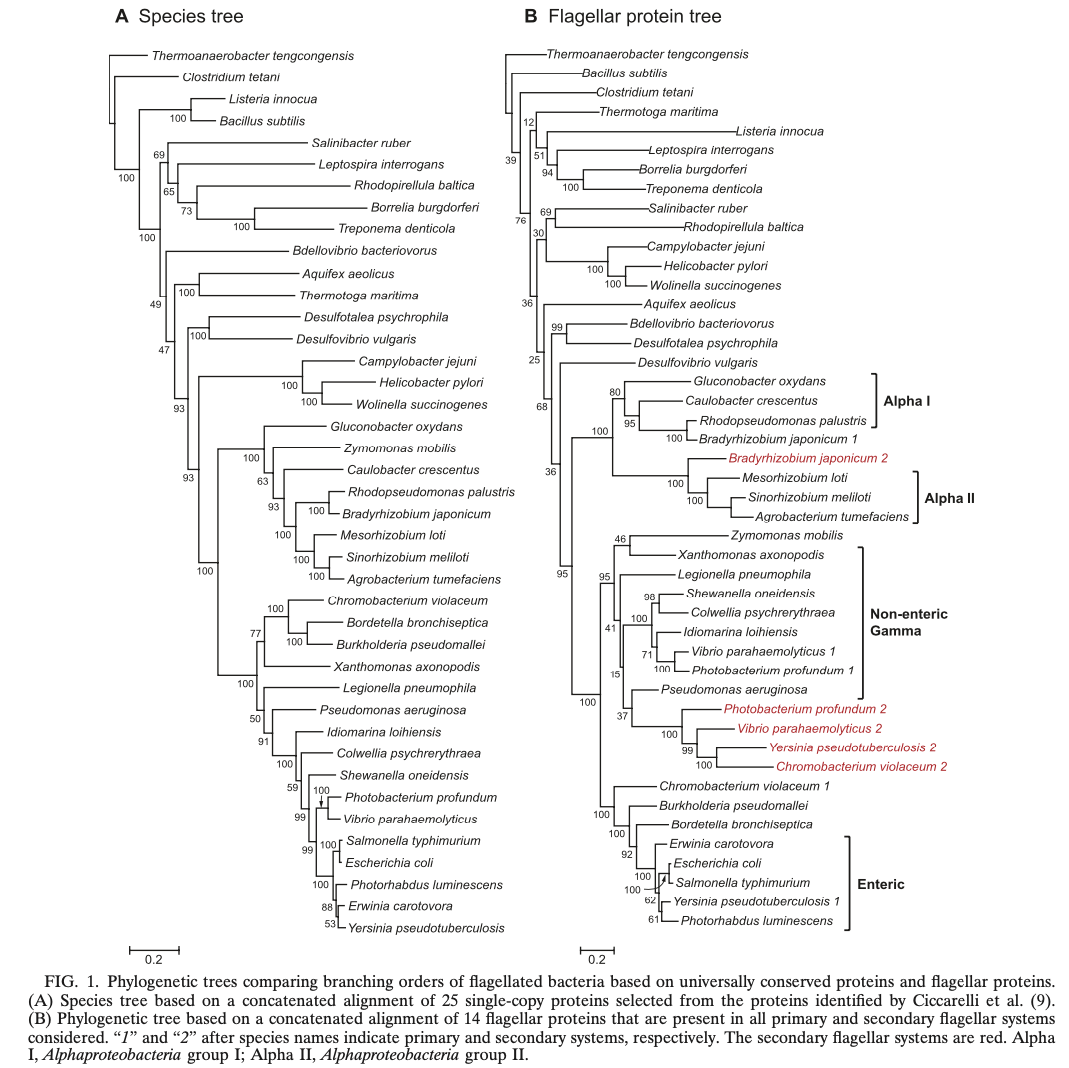 A Species tree
Thermoanaerobacter tengcongensis
Clostridium tetani
Listeria innocua
100
Bacillus subtilis
Salinibacter ruber
69
Leptospira interrogans
100
65
Rhodopirellula baltica
73
Borrelia burgdorferi
100
Treponema denticola
100
Bdellovibrio bacteriovorus
Aquifex aeolicus
100
Thermotoga maritima
49
Desulfotalea psychrophila
100
Desulfovibrio vulgaris
47
Campylobacter jejuni
100
Helicobacter pylori
100
Wolinella succinogenes
93
Gluconobacter oxydans
Zymomonas mobilis
100
Caulobacter crescentus
93
63
Rhodopseudomonas palustris
93
100
Bradyrhizobium japonicum
100
Mesorhizobium loti
100
Sinorhizobium meliloti
100
100
Agrobacterium tumefaciens
Chromobacterium violaceum
100
Bordetella bronchiseptica
77
100
Burkholderia pseudomallei
Xanthomonas axonopodis
100
Legionella pneumophila
Pseudomonas aeruginosa
50
Idiomarina loihiensis
91
Colwellia psychrerythraea
100
Shewanella oneidensis
59
100
Photobacterium profundum
99
Vibrio parahaemolyticus
Salmonella typhimurium
99
100
Escherichia coli
100
Photorhabdus luminescens
88
Erwinia carotovora
53
Yersinia pseudotuberculosis
0.2
B Flagellar protein tree
Thermoanaerobacter tengcongensis
Bacillus subtilis
Clostridium tetani
Thermotoga maritima
12
Listeria innocua
39
51
Leptospira interrogans
94
Borrelia burgdorferi
100
Treponema denticola
76
69
Salinibacter ruber
Rhodopirellula baltica
30
Campylobacter jejuni
100
Helicobacter pylori
100
Wolinella succinogenes
36
Aquifex aeolicus
99
Bdellovibrio bacteriovorus
Desulfotalea psychrophila
25
Desulfovibrio vulgaris
Gluconobacter oxydans
80
68
Caulobacter crescentus
Alpha I
95
Rhodopseudomonas palustris
100
100
Bradyrhizobium japonicum 1
Bradyrhizobium japonicum 2
36
100
Mesorhizobium loti
100
Sinorhizobium meliloti
Alpha II
Agrobacterium tumefaciens
Zymomonas mobilis
46
Xanthomonas axonopodis
95
95
Legionella pneumophila
98
Shewanella oneidensis
100
Colwellia psychrerythraea
Non-enteric
Gamma
41
Idiomarina loihiensis
71
Vibrio parahaemolyticus 1
100
Photobacterium profundum 1
15
Pseudomonas aeruginosa
100
37
Photobacterium profundum 2
100
Vibrio parahaemolyticus 2
99
Yersinia pseudotuberculosis 2
100
Chromobacterium violaceum 2
Chromobacterium violaceum 1
100
Burkholderia pseudomallei
100
Bordetella bronchiseptica
92
Erwinia carotovora
Escherichia coli
100
100
Salmonella typhimurium
Enteric
62
Yersinia pseudotuberculosis 1
61
Photorhabdus luminescens
0.2
FIG. 1. Phylogenetic trees comparing branching orders of flagellated bacteria based on universally conserved proteins and flagellar proteins.
(A) Species tree based on a concatenated alignment of 25 single-copy proteins selected from the proteins identified by Ciccarelli et al. (9).
(B) Phylogenetic tree based on a concatenated alignment of 14 flagellar proteins that are present in all primary and secondary flagellar systems
considered. “1” and “2” after species names indicate primary and secondary systems, respectively. The secondary flagellar systems are red. Alpha
I, Alphaproteobacteria group I; Alpha II, Alphaproteobacteria group II.